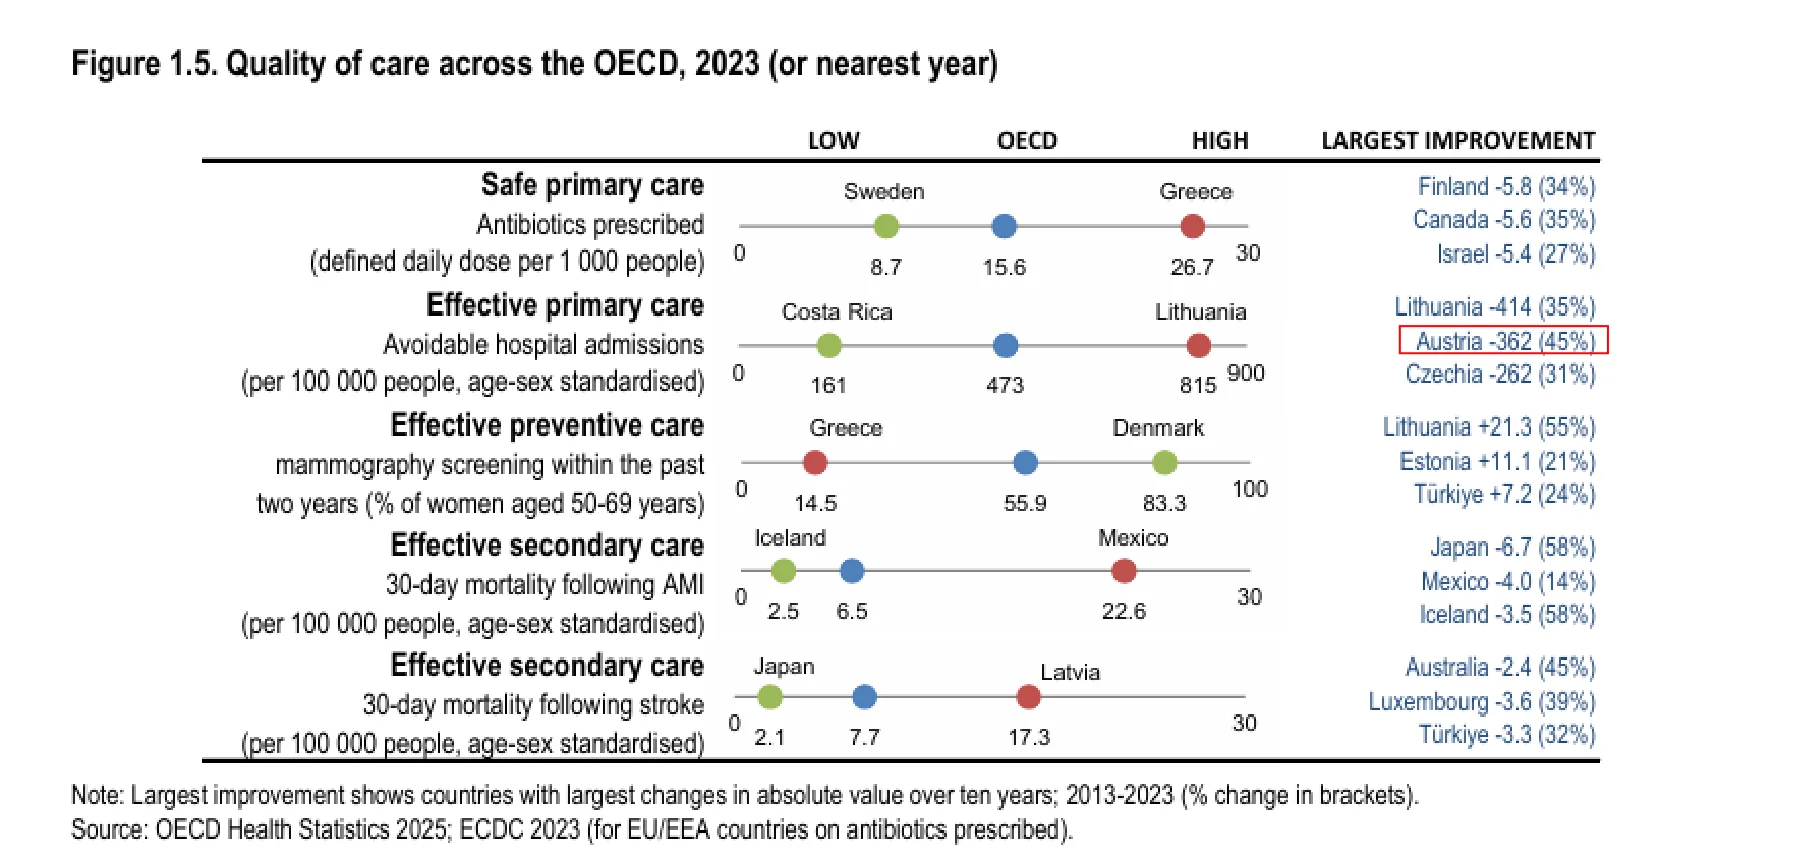 Figure 1.5. Quality of care across the OECD, 2023 (or nearest year)
LOW OECD HIGH LARGEST IMPROVEMENT
Safe primary care
Antibiotics prescribed
(defined daily dose per 1 000 people)
Sweden Greece
0 8.7 15.6 26.7 30
Finland -5.8 (34%)
Canada -5.6 (35%)
Israel -5.4 (27%)
Effective primary care
Avoidable hospital admissions
(per 100 000 people, age-sex standardised)
Costa Rica Lithuania
0 161 473 815 900
Lithuania -414 (35%)
Austria -362 (45%)
Czechia -262 (31%)
Effective preventive care
mammography screening within the past
two years (% of women aged 50-69 years)
Greece Denmark
0 14.5 55.9 83.3 100
Lithuania +21.3 (55%)
Estonia +11.1 (21%)
Türkiye +7.2 (24%)
Effective secondary care
30-day mortality following AMI
(per 100 000 people, age-sex standardised)
Iceland Mexico
0 2.5 6.5 22.6 30
Japan -6.7 (58%)
Mexico -4.0 (14%)
Iceland -3.5 (58%)
Effective secondary care
30-day mortality following stroke
(per 100 000 people, age-sex standardised)
Japan Latvia
0 2.1 7.7 17.3 30
Australia -2.4 (45%)
Luxembourg -3.6 (39%)
Türkiye -3.3 (32%)
Note: Largest improvement shows countries with largest changes in absolute value over ten years; 2013-2023 (% change in brackets).
Source: OECD Health Statistics 2025; ECDC 2023 (for EU/EEA countries on antibiotics prescribed).